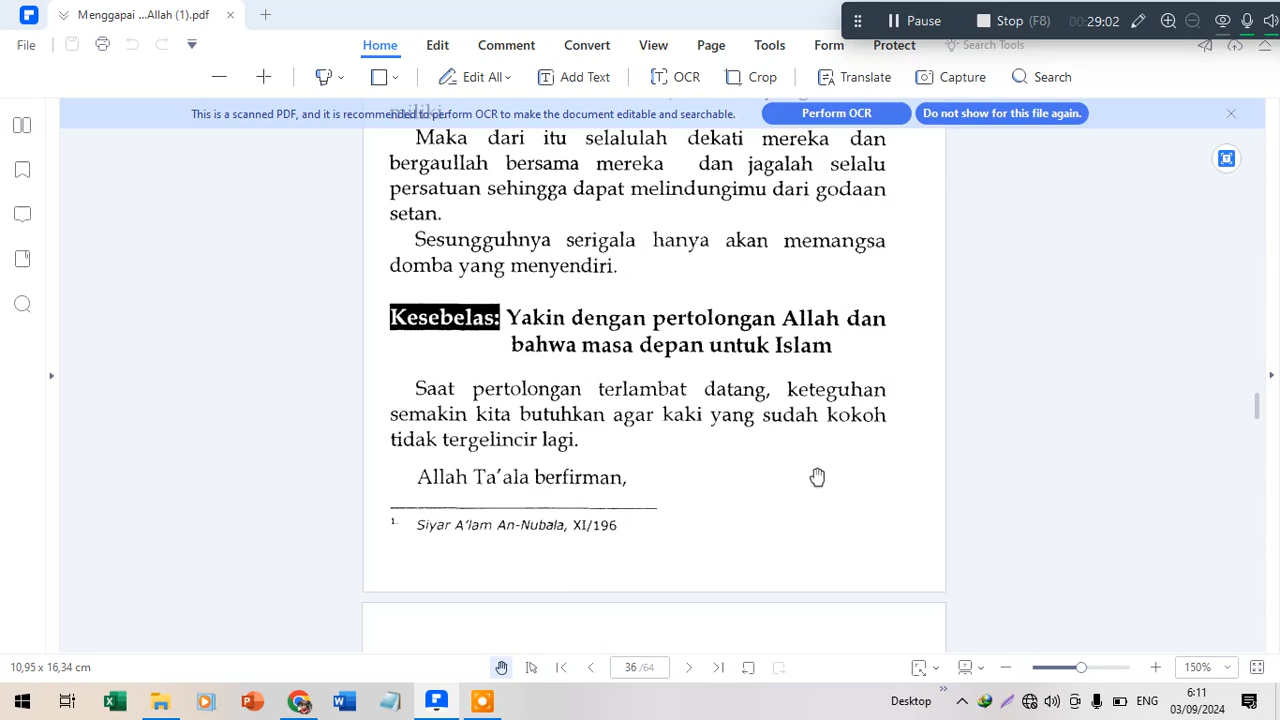 Menggapai ...Allah (1).pdf
Pause
Stop (F8)
00:29:02
File
Home
Edit
Comment
Convert
View
Page
Tools
Form
Protect
Search Tools
Edit All
Add Text
OCR
Crop
Translate
Capture
Search
This is a scanned PDF, and it is recommended to perform OCR to make the document editable and searchable.
Perform OCR
Do not show for this file again.
miliki.
Maka dari itu selalulah dekati mereka dan
bergaullah bersama mereka dan jagalah selalu
persatuan sehingga dapat melindungimu dari godaan
setan.
Sesungguhnya serigala hanya akan memangsa
domba yang menyendiri.
Kesebelas: Yakin dengan pertolongan Allah dan
bahwa masa depan untuk Islam
Saat pertolongan terlambat datang, keteguhan
semakin kita butuhkan agar kaki yang sudah kokoh
tidak tergelincir lagi.
Allah Ta'ala berfirman,
1. Siyar A'lam An-Nubala, XI/196
10,95 x 16,34 cm
36 /64
150%
Desktop
ENG
6:11
03/09/2024